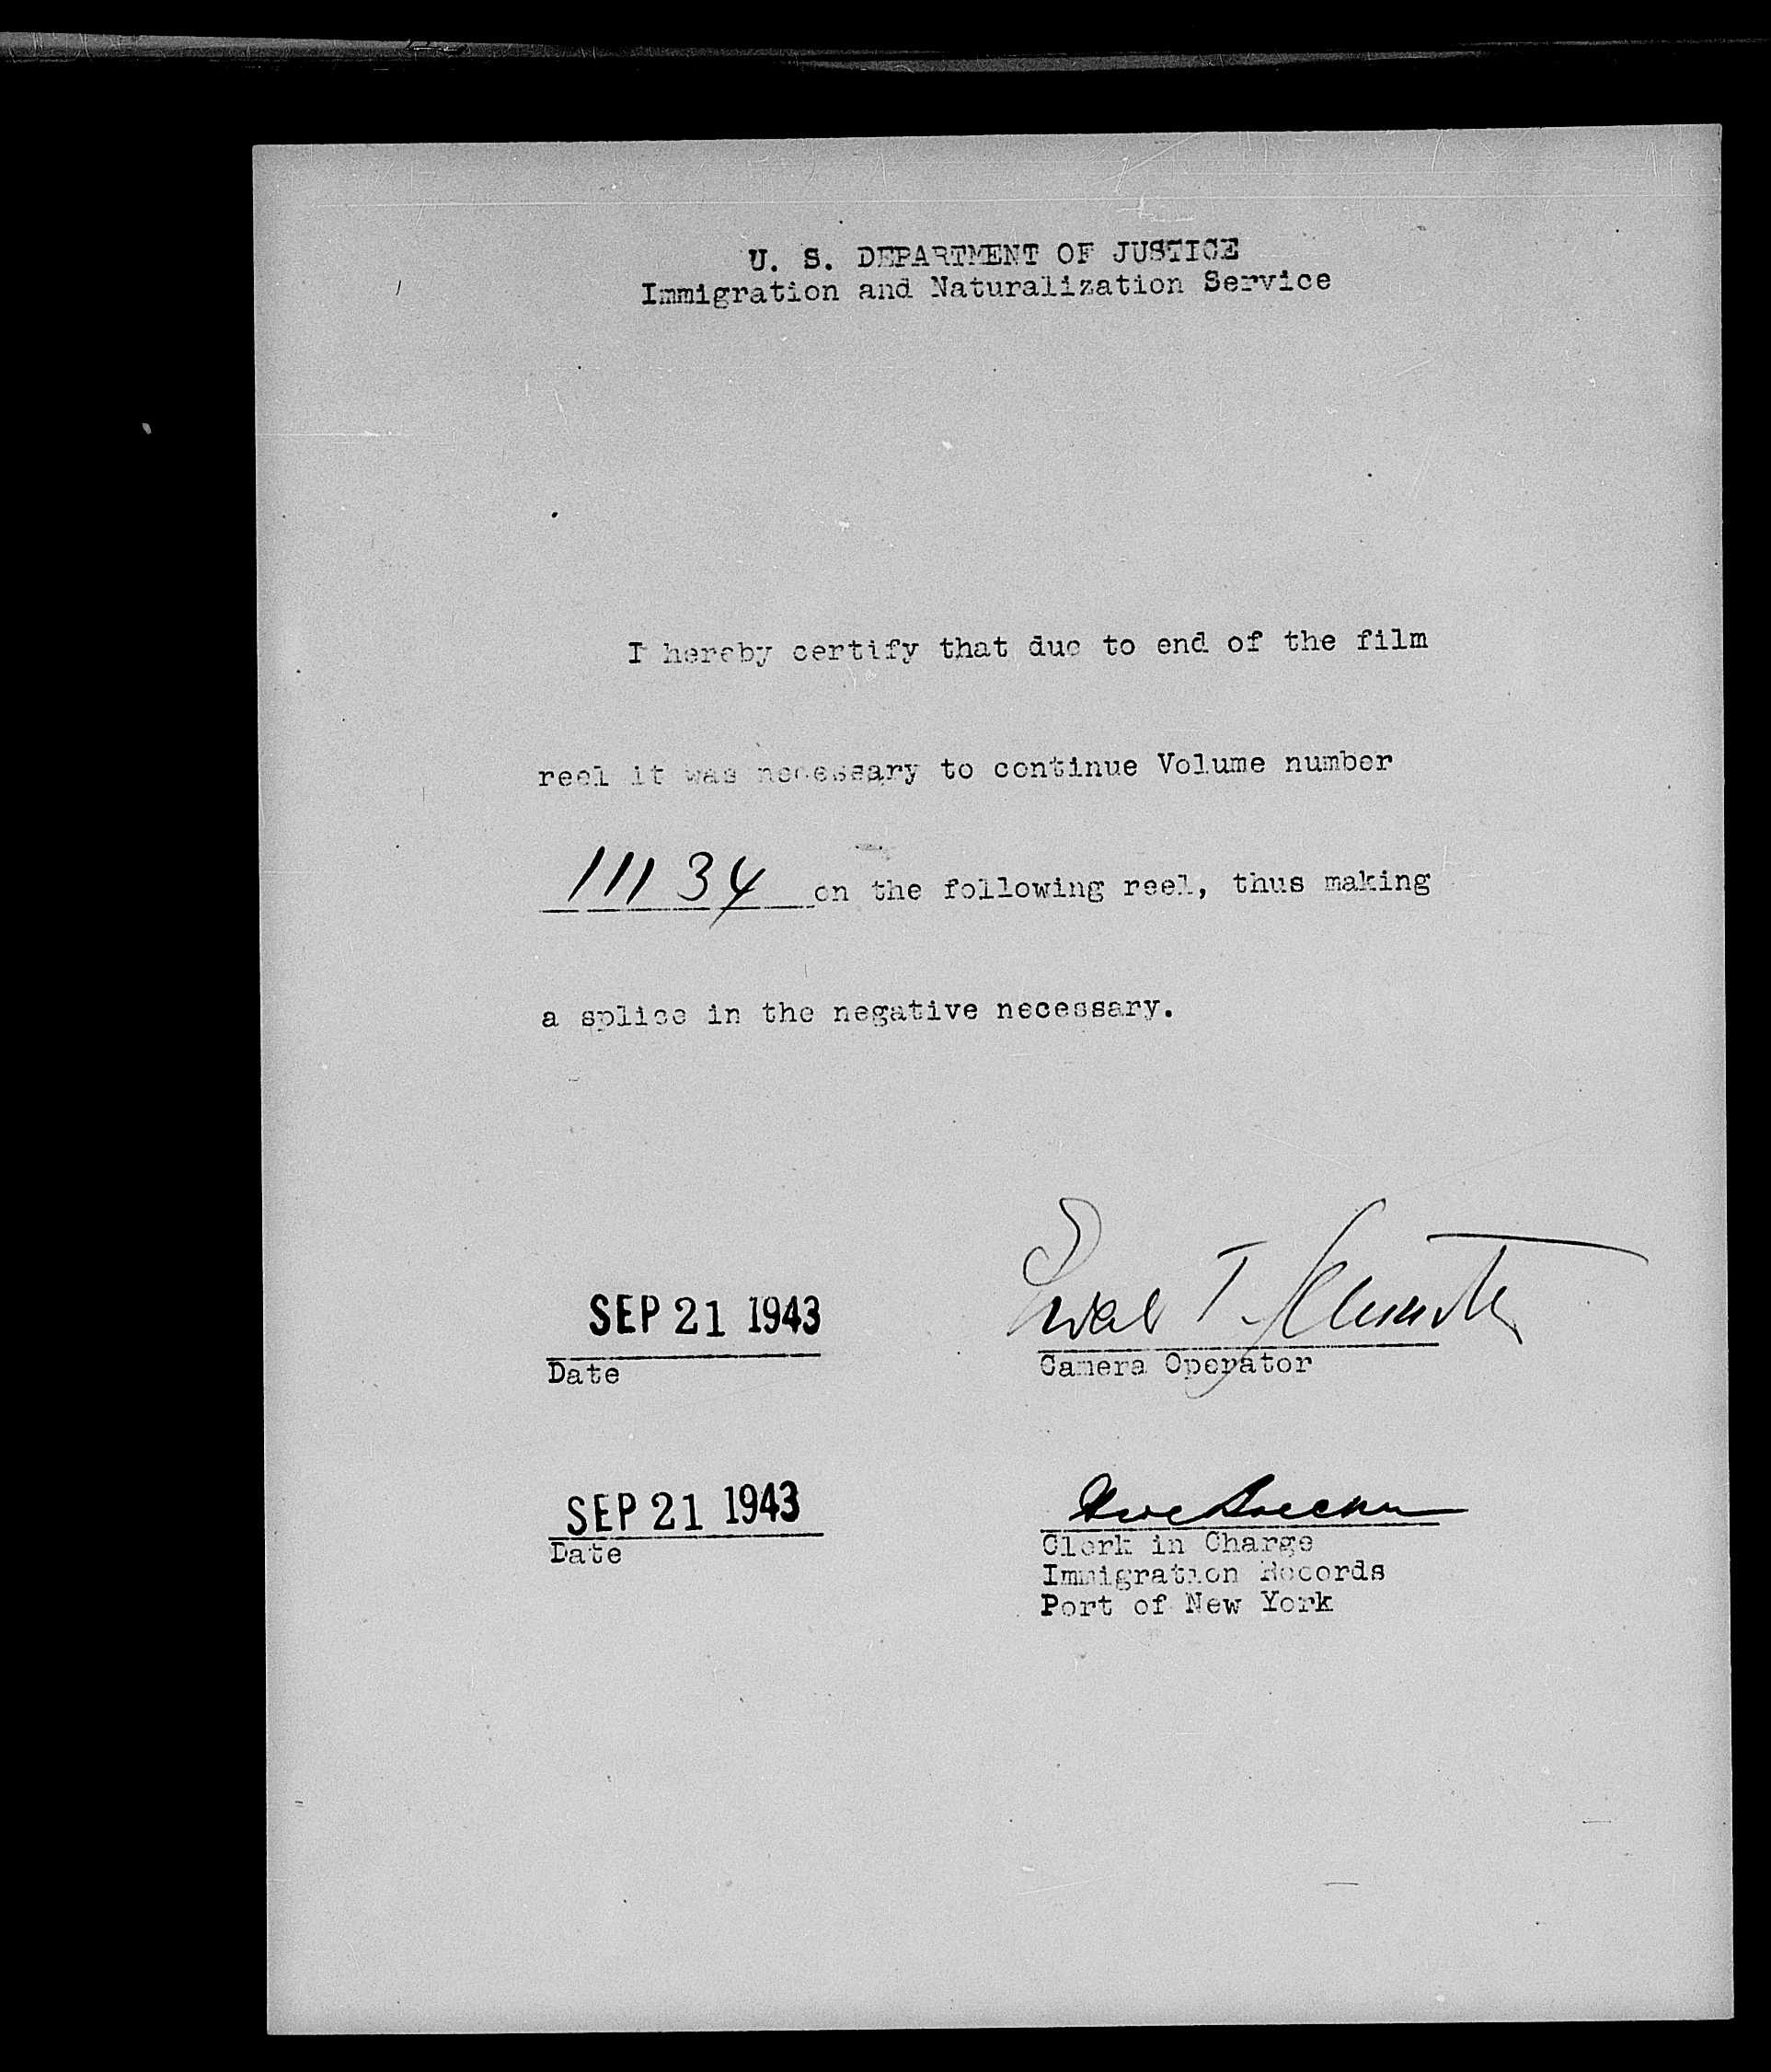 U. S. DEPARTMENT OF JUSTICE
Immigration and Naturalization Service
I hereby certify that due to end of the film
reel it was necessary to continue Volume number
11134 on the following reel, thus making
a splice in the negative necessary.
SEP 21 1943
Date
T.
Camera Operator
SEP 21 1943
Date
Clerk in Charge
Immigration Records
Port of New York